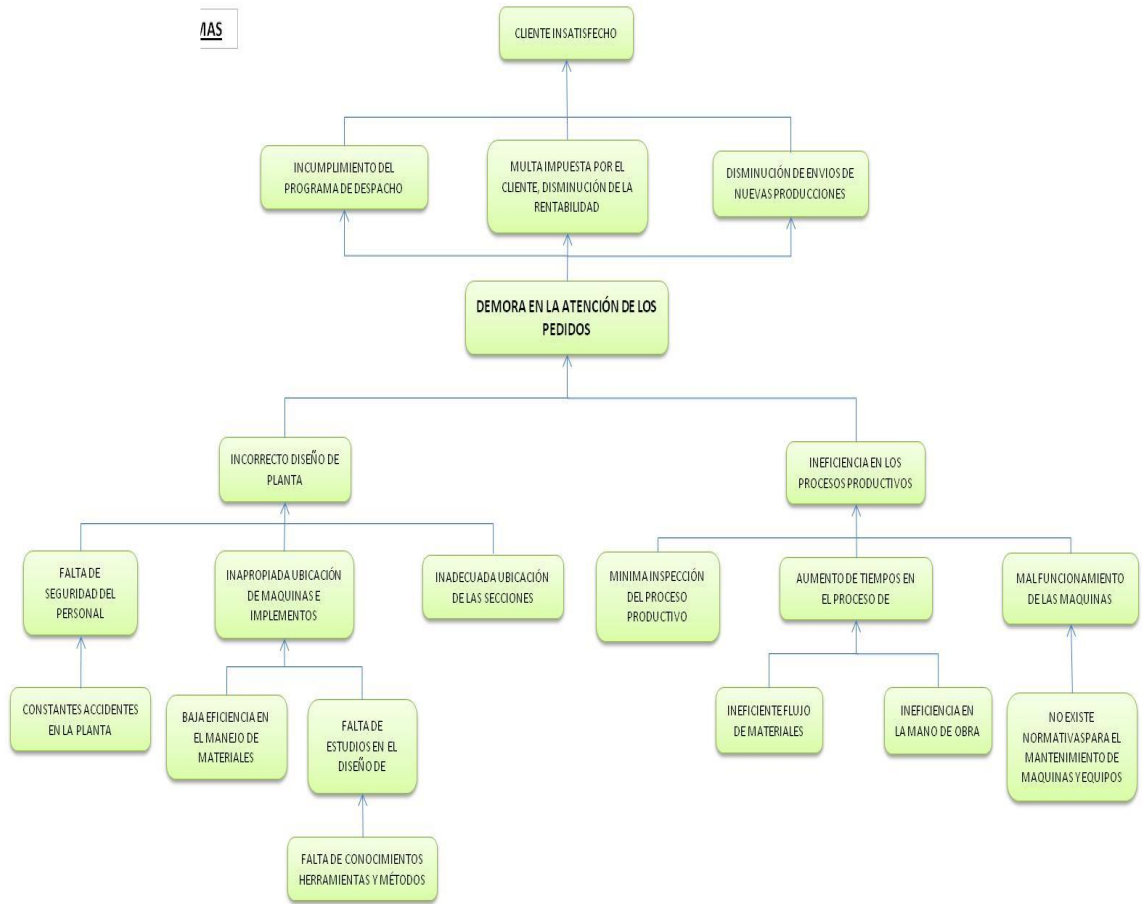 MAS
CLIENTE INSATISFECHO
INCUMPLIMIENTO DEL
PROGRAMA DE DESPACHO
MULTA IMPUESTA POR EL
CLIENTE, DISMINUCIÓN DE LA
RENTABILIDAD
DISMINUCIÓN DE ENVIOS DE
NUEVAS PRODUCCIONES
DEMORA EN LA ATENCIÓN DE LOS
PEDIDOS
INCORRECTO DISEÑO DE
PLANTA
INEFICIENCIA EN LOS
PROCESOS PRODUCTIVOS
FALTA DE
SEGURIDAD DEL
PERSONAL
INAPROPIADA UBICACIÓN
DE MAQUINAS E
IMPLEMENTOS
INADECUADA UBICACIÓN
DE LAS SECCIONES
MINIMA INSPECCIÓN
DEL PROCESO
PRODUCTIVO
AUMENTO DE TIEMPOS EN
EL PROCESO DE
MAL FUNCIONAMIENTO
DE LAS MAQUINAS
CONSTANTES ACCIDENTES
EN LA PLANTA
BAJA EFICIENCIA EN
EL MANEJO DE
MATERIALES
FALTA DE
ESTUDIOS EN EL
DISEÑO DE
INEFICIENTE FLUJO
DE MATERIALES
INEFICIENCIA EN
LA MANO DE OBRA
NO EXISTE
NORMATIVAS PARA EL
MANTENIMIENTO DE
MAQUINAS Y EQUIPOS
FALTA DE CONOCIMIENTOS
HERRAMIENTAS Y MÉTODOS